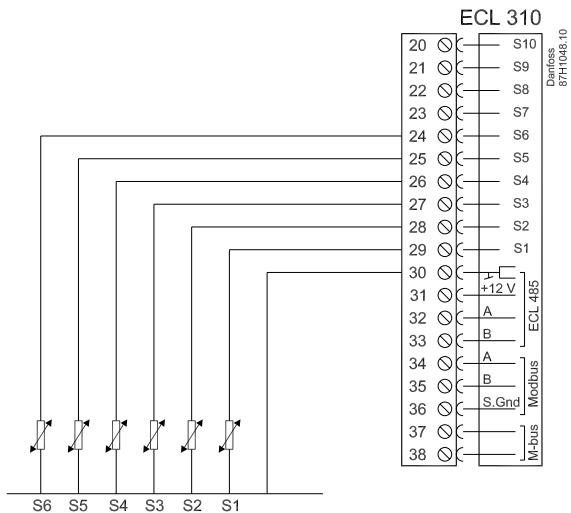 ECL 310
Danfoss
87H1048.10
20 S10
21 S9
22 S8
23 S7
24 S6
25 S5
26 S4
27 S3
28 S2
29 S1
30
+12 V
31
32 A
33 B
ECL 485
34 A
35 B
36 S.Gnd
Modbus
37
38
M-bus
S6 S5 S4 S3 S2 S1